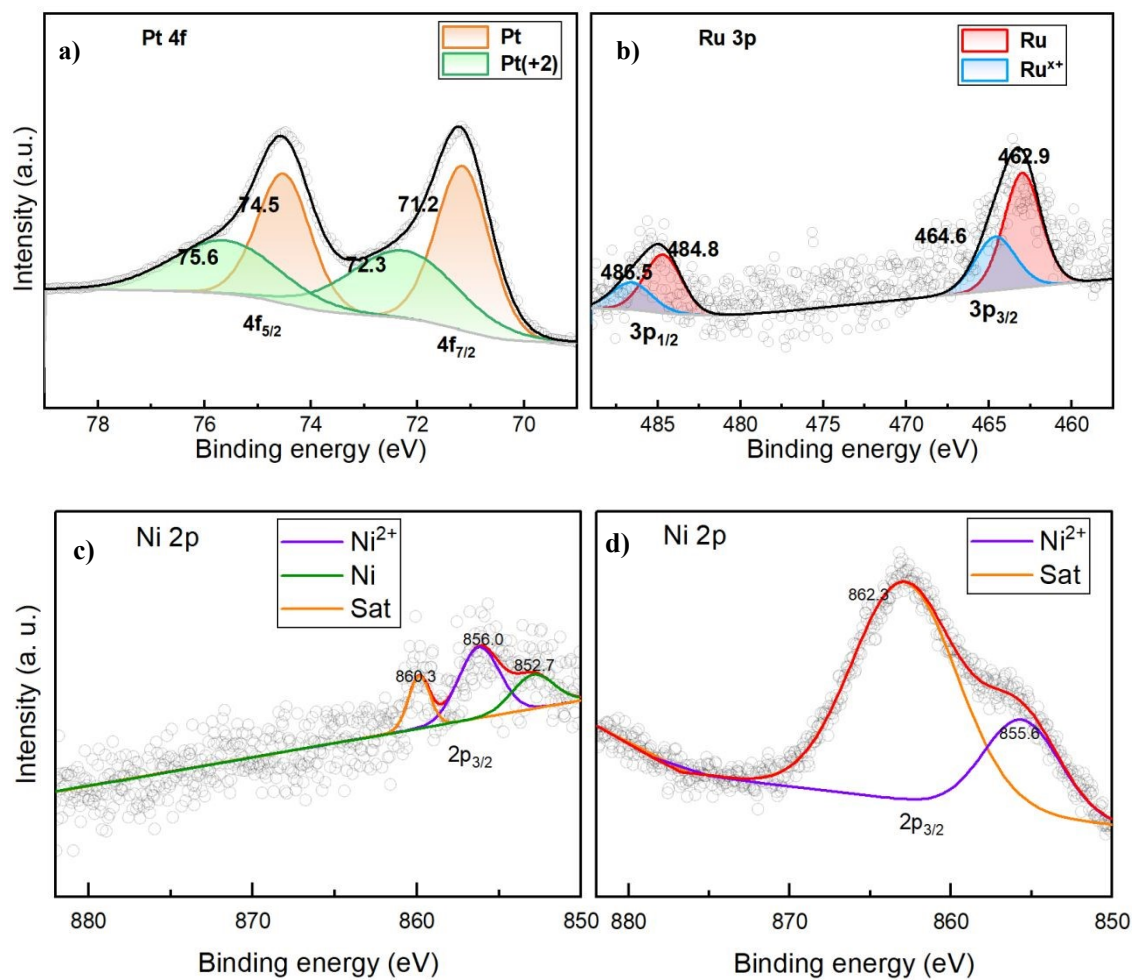 a)
Pt 4f
Pt
Pt(+2)
74.5
71.2
75.6
72.3
4f5/2
4f7/2
78 76 74 72 70
Binding energy (eV)
Intensity (a.u.)
b)
Ru 3p
Ru
Ruˣ⁺
462.9
464.6
484.8
486.5
3p1/2
3p3/2
485 480 475 470 465 460
Binding energy (eV)
c)
Ni 2p
Ni²⁺
Ni
Sat
860.3
856.0
852.7
2p3/2
880 870 860 850
Binding energy (eV)
Intensity (a. u.)
d)
Ni 2p
Ni²⁺
Sat
862.3
855.6
2p3/2
880 870 860 850
Binding energy (eV)